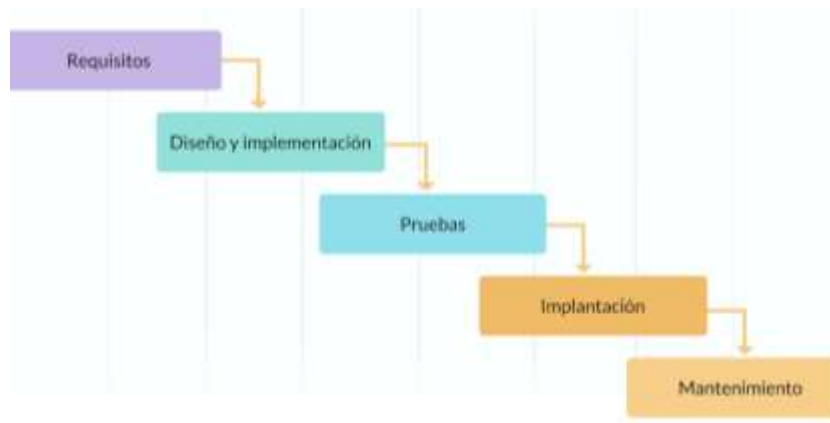 Requisitos
Diseño y implementación
Pruebas
Implantación
Mantenimiento